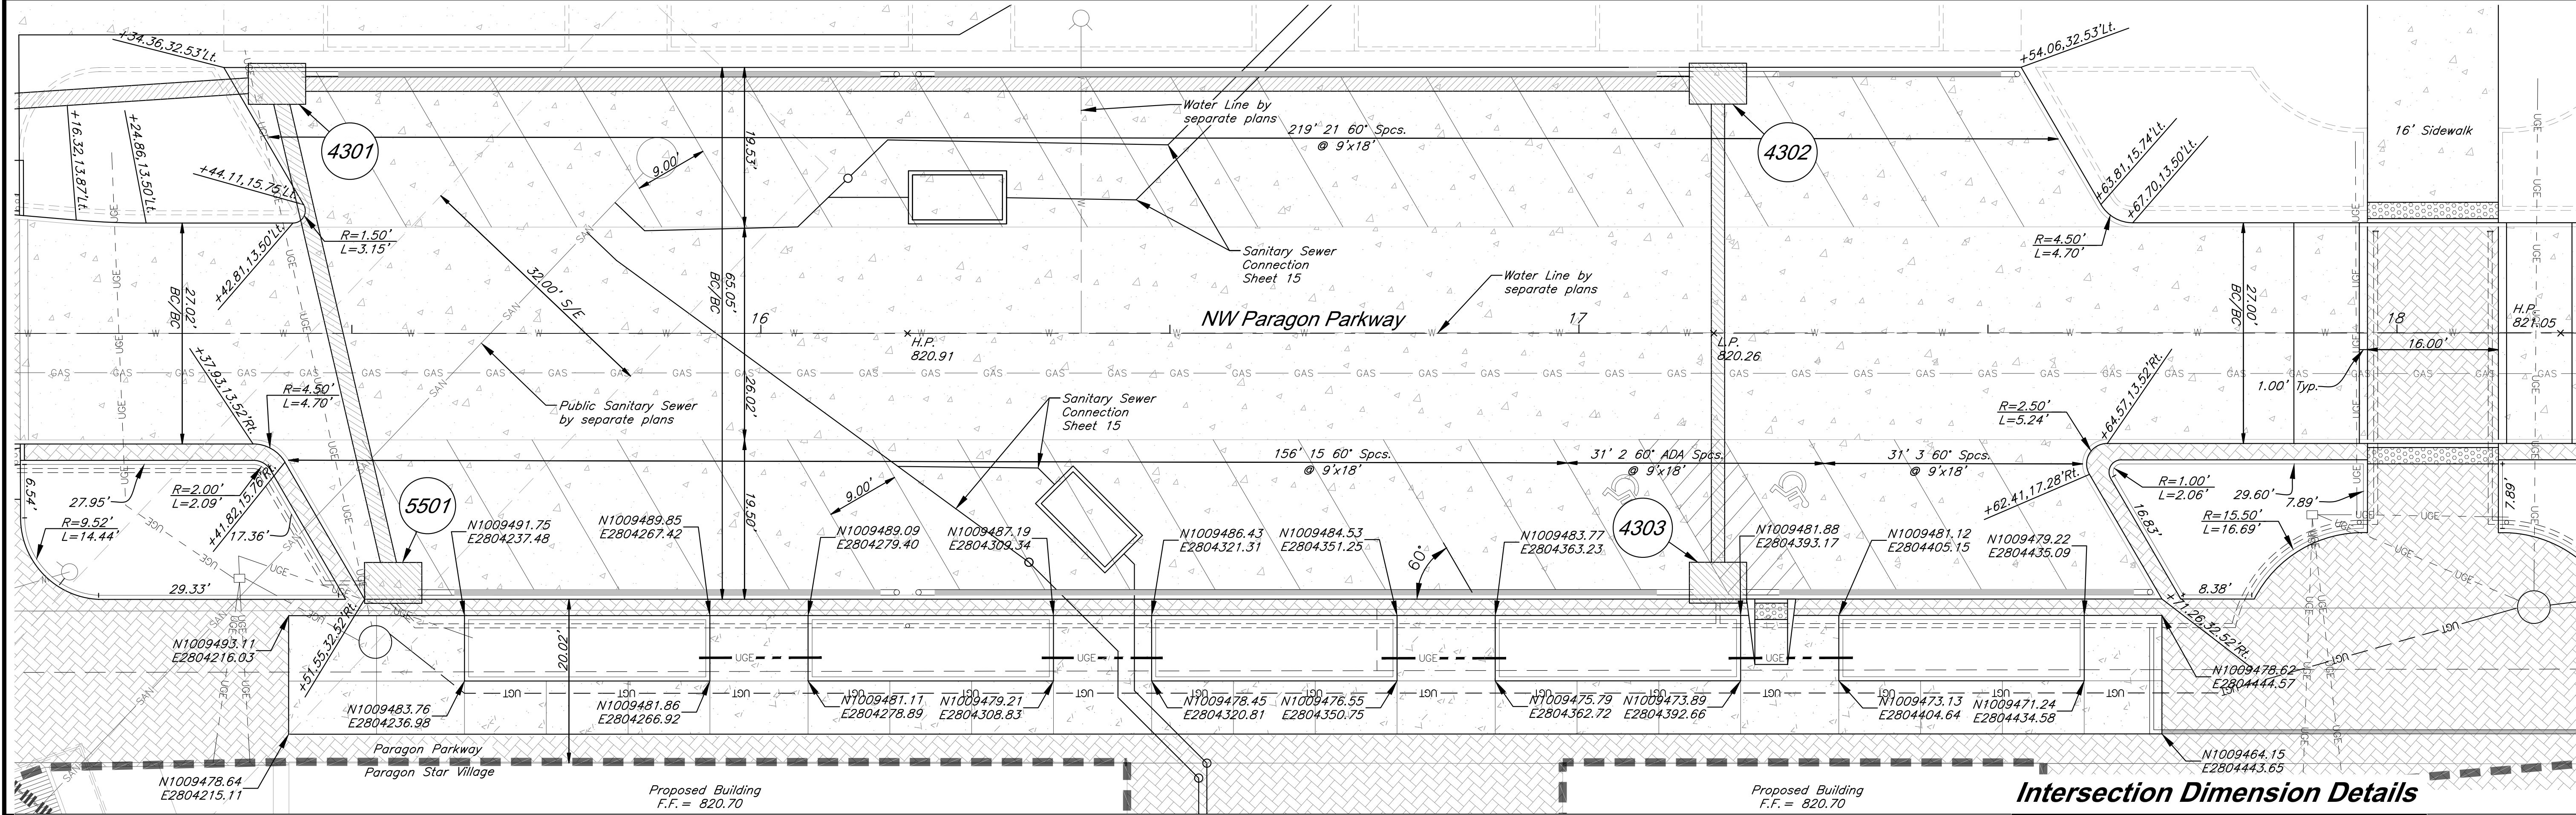 +34.36,32.53'Lt.
+16.32,13.87'Lt.
+24.86,13.50'Lt.
+44.11,15.75'Lt.
+42.81,13.50'Lt.
4301
R=1.50'
L=3.15'
9.00'
19.53'
65.05'
BC/BC
Water Line by
separate plans
219' 21 60° Spcs.
@ 9'x18'
4302
+54.06,32.53'Lt.
+63.81,15.74'Lt.
+67.70,13.50'Lt.
R=4.50'
L=4.70'
16' Sidewalk
UGE
27.02'
BC/BC
32.00' S/E
Sanitary Sewer
Connection
Sheet 15
Water Line by
separate plans
27.00'
BC/BC
16
NW Paragon Parkway
17
18
H.P.
820.91
L.P.
820.26
H.P.
821.05
16.00'
1.00' Typ.
GAS
SAN
W
+37.93,13.52'Rt.
R=4.50'
L=4.70'
Public Sanitary Sewer
by separate plans
26.02'
Sanitary Sewer
Connection
Sheet 15
R=2.50'
L=5.24'
+64.57,13.52'Rt.
156' 15 60° Spcs.
@ 9'x18'
31' 2 60° ADA Spcs.
@ 9'x18'
31' 3 60° Spcs.
@ 9'x18'
6.54'
27.95'
R=2.00'
L=2.09'
R=9.52'
L=14.44'
+41.82,15.76'Rt.
17.36'
5501
9.00'
19.50'
4303
+62.41,17.28'Rt.
R=1.00'
L=2.06'
29.60'
7.89'
R=15.50'
L=16.69'
7.89'
16.83'
60°
N1009491.75
E2804237.48
N1009489.85
E2804267.42
N1009489.09
E2804279.40
N1009487.19
E2804309.34
N1009486.43
E2804321.31
N1009484.53
E2804351.25
N1009483.77
E2804363.23
N1009481.88
E2804393.17
N1009481.12
E2804405.15
N1009479.22
E2804435.09
29.33'
8.38'
+71.26,32.52'Rt.
+51.55,32.52'Rt.
N1009493.11
E2804216.03
20.02'
UGE
UGE
UGE
UGE
UGT
N1009478.62
E2804444.57
N1009483.76
E2804236.98
N1009481.86
E2804266.92
N1009481.11
E2804278.89
N1009479.21
E2804308.83
N1009478.45
E2804320.81
N1009476.55
E2804350.75
N1009475.79
E2804362.72
N1009473.89
E2804392.66
N1009473.13
E2804404.64
N1009471.24
E2804434.58
Paragon Parkway
Paragon Star Village
N1009478.64
E2804215.11
N1009464.15
E2804443.65
Proposed Building
F.F. = 820.70
Proposed Building
F.F. = 820.70
Intersection Dimension Details